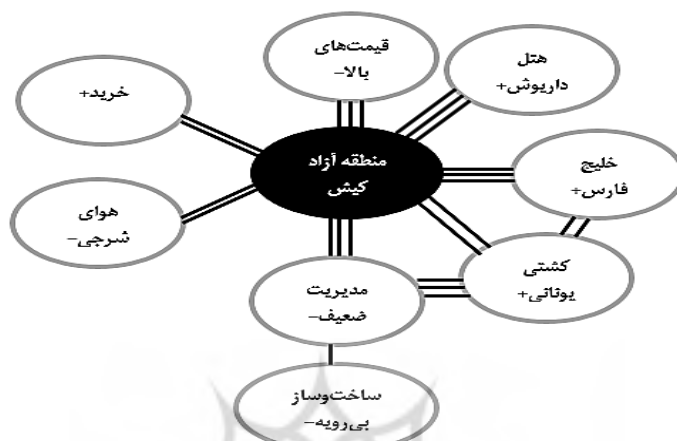 قیمت‌های
بالا-
هتل
داریوش+
خرید+
منطقه آزاد
کیش
خلیج
فارس+
هوای
شرجی-
کشتی
یونانی+
مدیریت
ضعیف-
ساخت‌وساز
بی‌رویه-